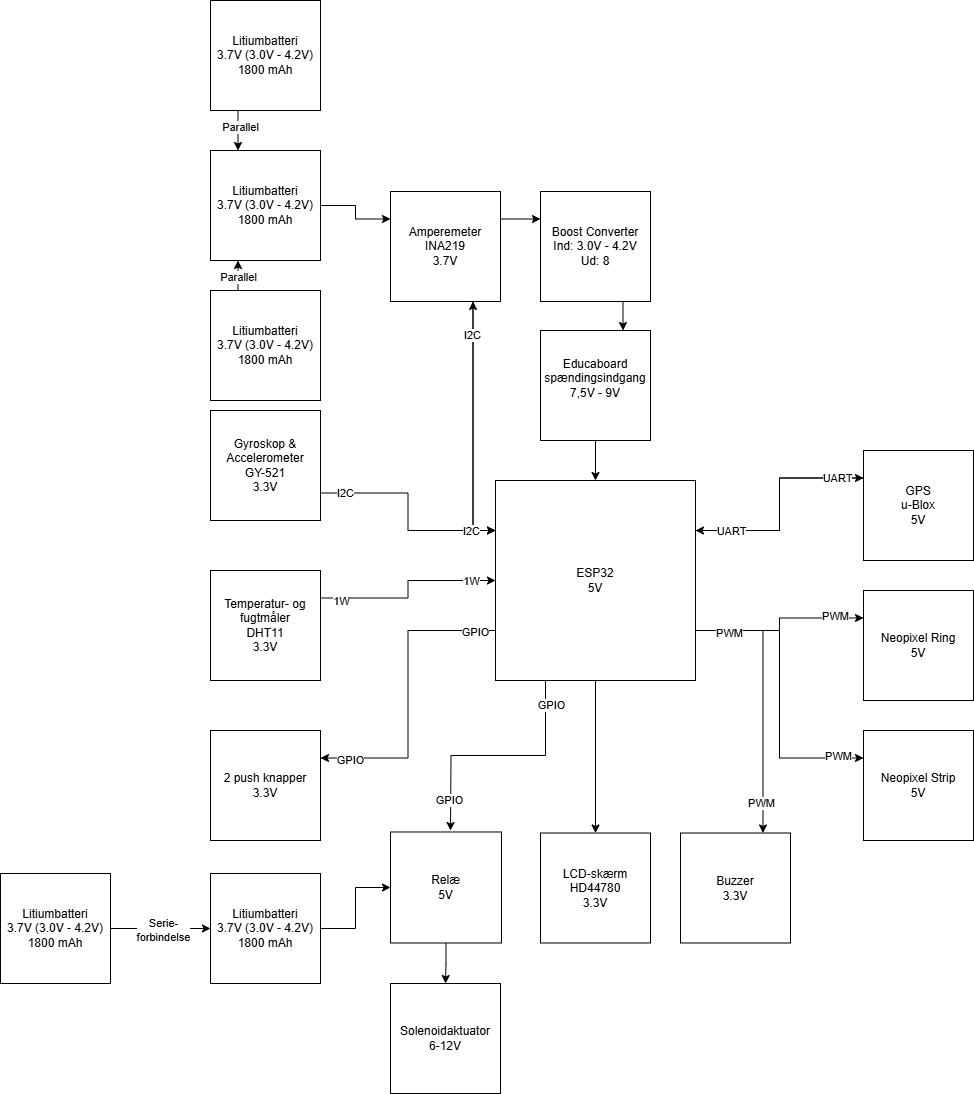 Litiumbatteri
3.7V (3.0V - 4.2V)
1800 mAh
Parallel
Litiumbatteri
3.7V (3.0V - 4.2V)
1800 mAh
Parallel
Litiumbatteri
3.7V (3.0V - 4.2V)
1800 mAh
Amperemeter
INA219
3.7V
Boost Converter
Ind: 3.0V - 4.2V
Ud: 8
I2C
Educaboard
spændingsindgang
7,5V - 9V
Gyroskop &
Accelerometer
GY-521
3.3V
I2C
I2C
ESP32
5V
UART
UART
GPS
u-Blox
5V
Temperatur- og
fugtmåler
DHT11
3.3V
1W
1W
GPIO
GPIO
2 push knapper
3.3V
PWM
PWM
Neopixel Ring
5V
PWM
Neopixel Strip
5V
GPIO
GPIO
PWM
Relæ
5V
LCD-skærm
HD44780
3.3V
Buzzer
3.3V
Litiumbatteri
3.7V (3.0V - 4.2V)
1800 mAh
Serie-
forbindelse
Litiumbatteri
3.7V (3.0V - 4.2V)
1800 mAh
Solenoidaktuator
6-12V